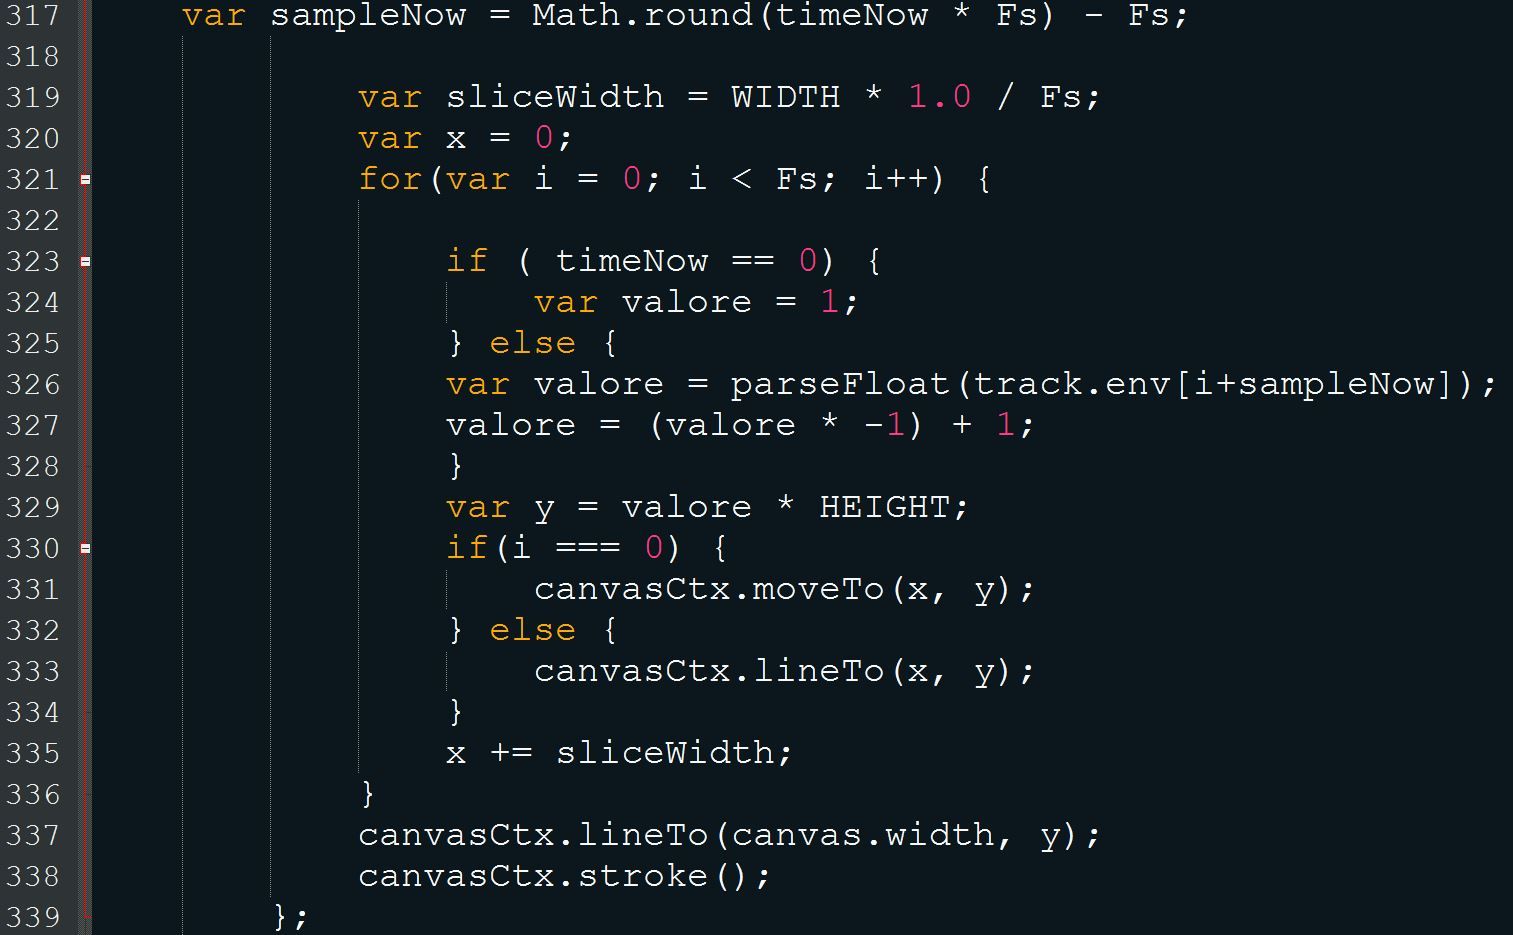 317 var sampleNow = Math.round(timeNow * Fs) - Fs;
318
319 var sliceWidth = WIDTH * 1.0 / Fs;
320 var x = 0;
321 for(var i = 0; i < Fs; i++) {
322
323 if ( timeNow == 0) {
324 var valore = 1;
325 } else {
326 var valore = parseFloat(track.env[i+sampleNow]);
327 valore = (valore * -1) + 1;
328 }
329 var y = valore * HEIGHT;
330 if(i === 0) {
331 canvasCtx.moveTo(x, y);
332 } else {
333 canvasCtx.lineTo(x, y);
334 }
335 x += sliceWidth;
336 }
337 canvasCtx.lineTo(canvas.width, y);
338 canvasCtx.stroke();
339 };